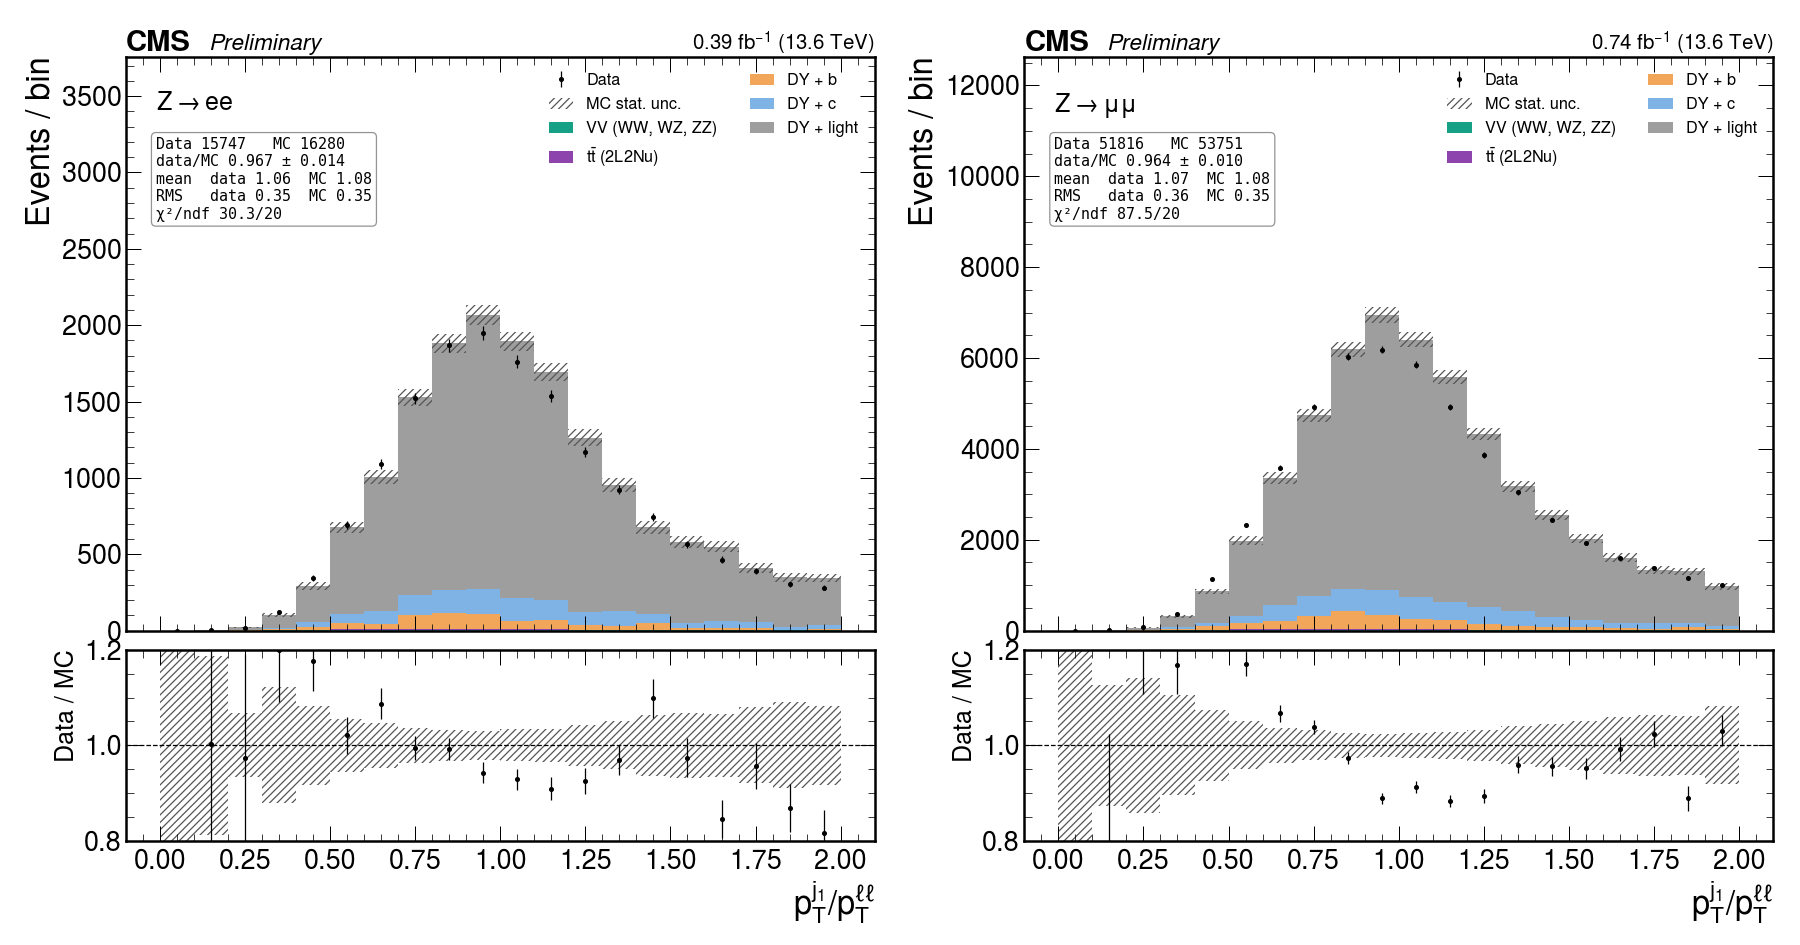 CMS Preliminary 0.39 fb⁻¹ (13.6 TeV)
Events / bin
Z → ee
Data 15747   MC 16280
data/MC 0.967 ± 0.014
mean  data 1.06  MC 1.08
RMS   data 0.35  MC 0.35
χ²/ndf 30.3/20
Data
MC stat. unc.
VV (WW, WZ, ZZ)
tt̄ (2L2Nu)
DY + b
DY + c
DY + light
3500
3000
2500
2000
1500
1000
500
0
Data / MC
1.2
1.0
0.8
0.00 0.25 0.50 0.75 1.00 1.25 1.50 1.75 2.00
p_T^{j₁}/p_T^{ℓℓ}
CMS Preliminary 0.74 fb⁻¹ (13.6 TeV)
Events / bin
Z → μμ
Data 51816   MC 53751
data/MC 0.964 ± 0.010
mean  data 1.07  MC 1.08
RMS   data 0.36  MC 0.35
χ²/ndf 87.5/20
Data
MC stat. unc.
VV (WW, WZ, ZZ)
tt̄ (2L2Nu)
DY + b
DY + c
DY + light
12000
10000
8000
6000
4000
2000
0
Data / MC
1.2
1.0
0.8
0.00 0.25 0.50 0.75 1.00 1.25 1.50 1.75 2.00
p_T^{j₁}/p_T^{ℓℓ}